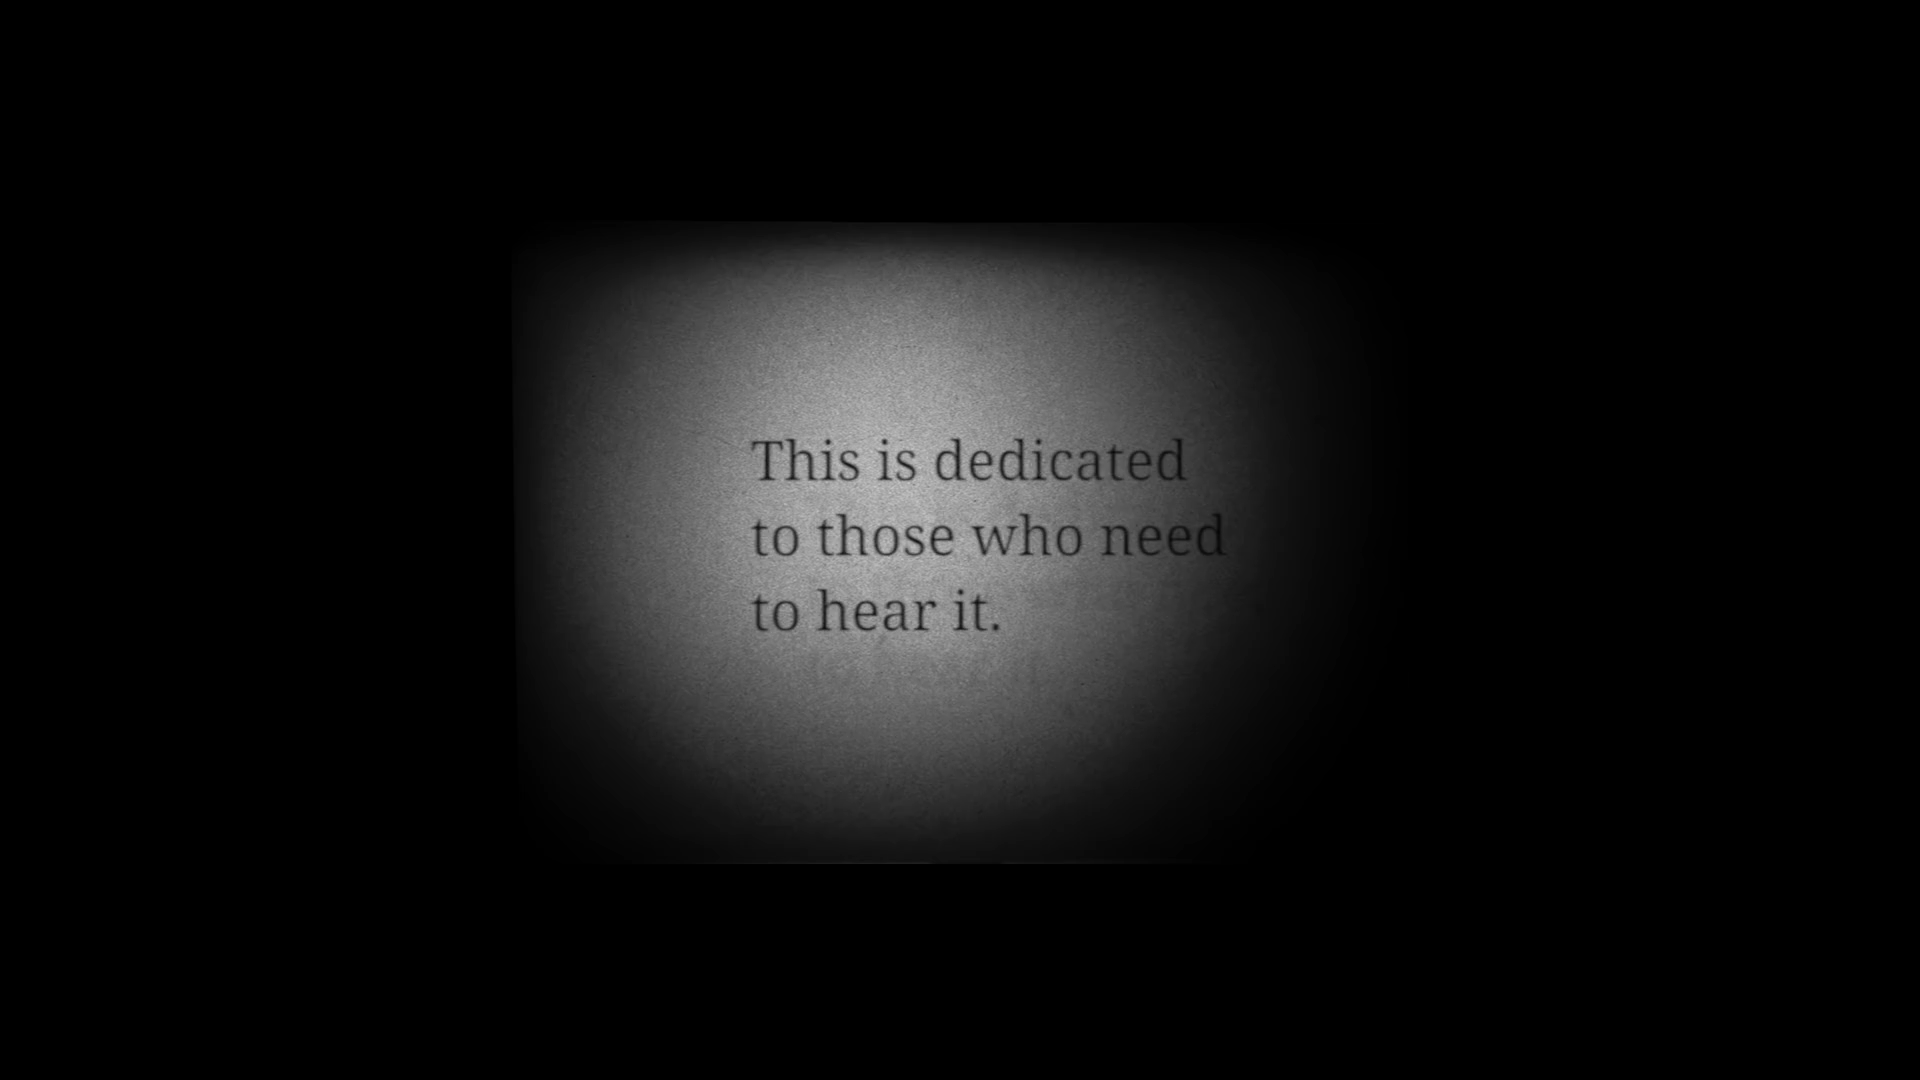 This is dedicated
to those who need
to hear it.